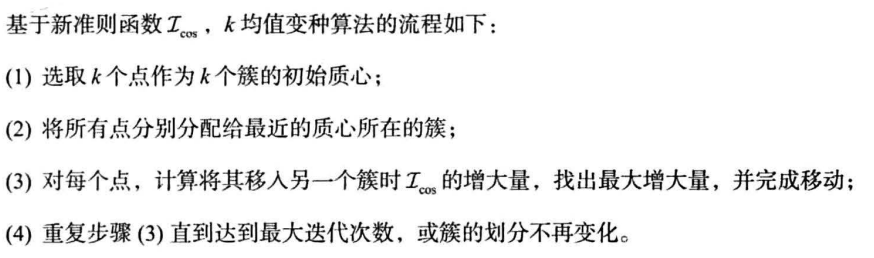 基于新准则函数 𝓘cos ，k 均值变种算法的流程如下：
(1) 选取 k 个点作为 k 个簇的初始质心；
(2) 将所有点分别分配给最近的质心所在的簇；
(3) 对每个点，计算将其移入另一个簇时 𝓘cos 的增大量，找出最大增大量，并完成移动；
(4) 重复步骤 (3) 直到达到最大迭代次数，或簇的划分不再变化。